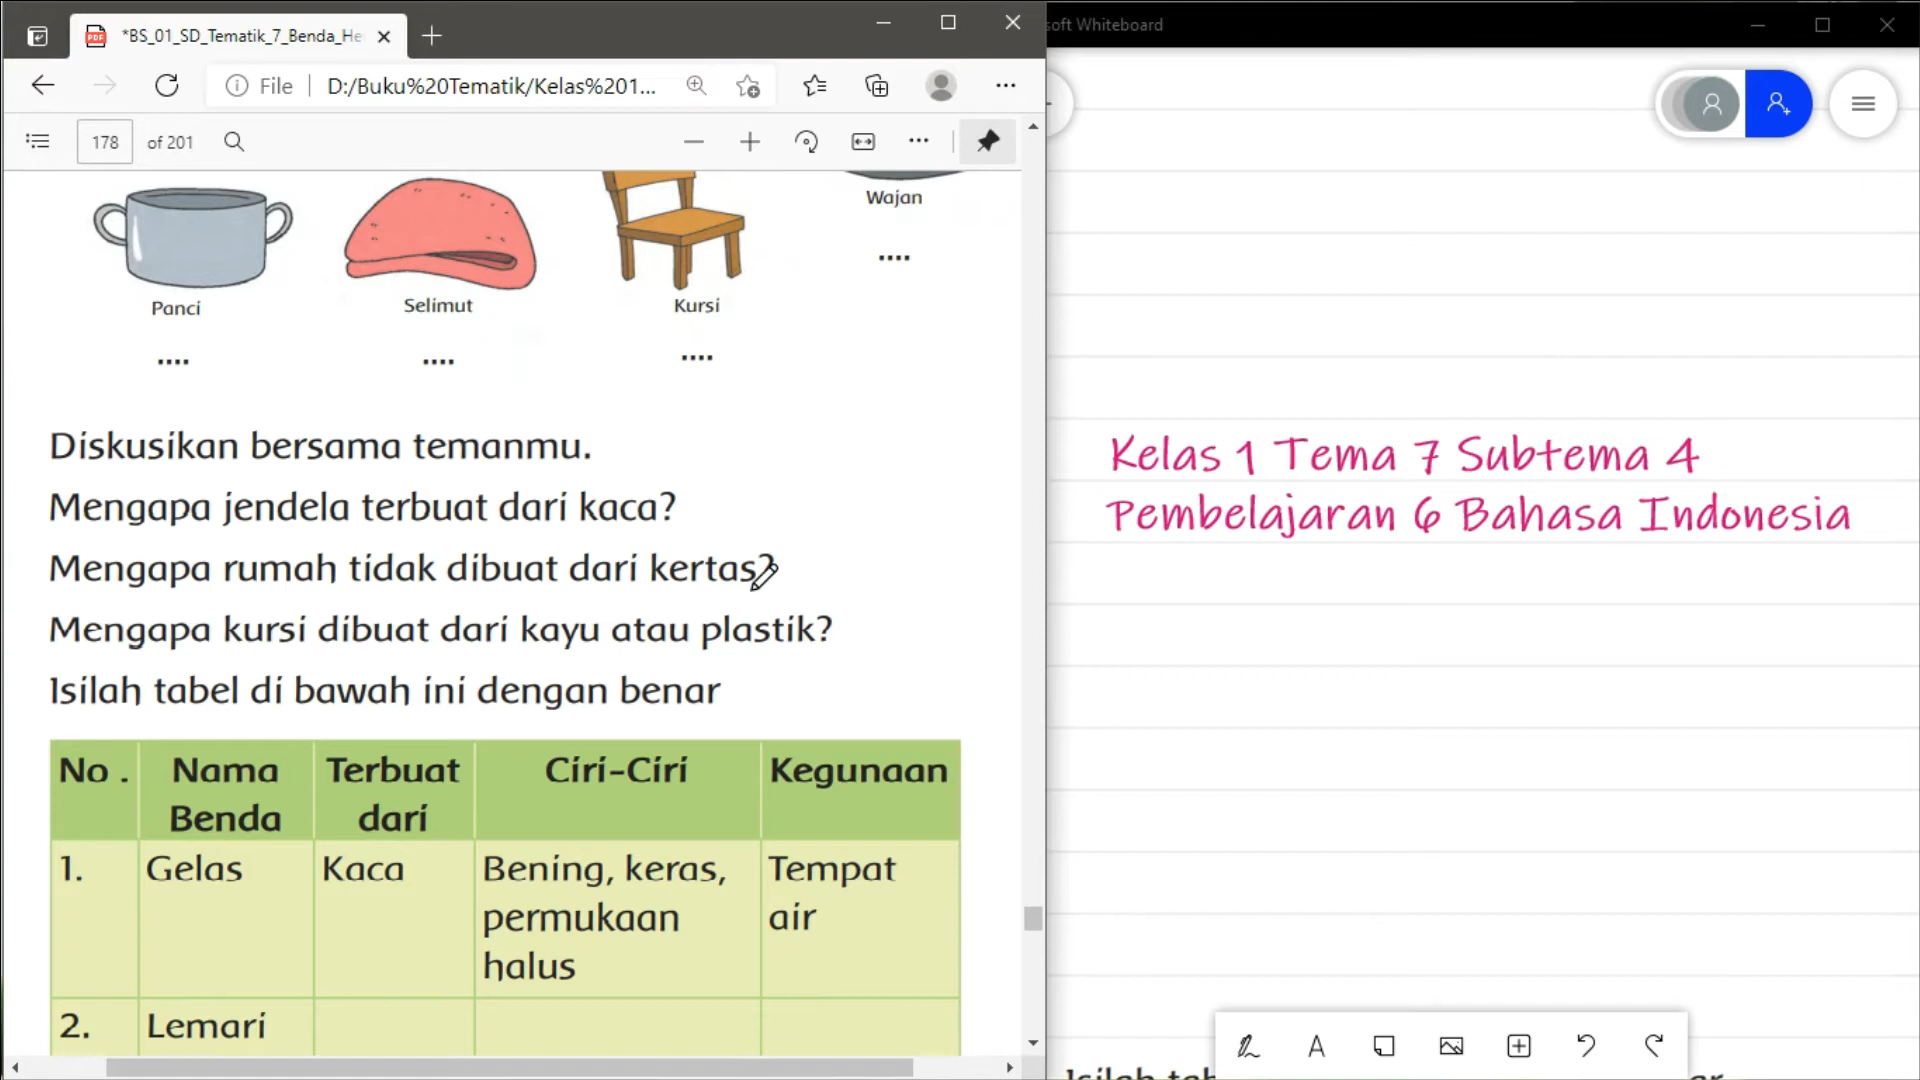 *BS_01_SD_Tematik_7_Benda_He
soft Whiteboard
File
D:/Buku%20Tematik/Kelas%201...
178
of 201
Wajan
....
Panci
Selimut
Kursi
....
....
....
Diskusikan bersama temanmu.
Mengapa jendela terbuat dari kaca?
Mengapa rumah tidak dibuat dari kertas?
Mengapa kursi dibuat dari kayu atau plastik?
Isilah tabel di bawah ini dengan benar
No . Nama Benda Terbuat dari Ciri-Ciri Kegunaan
1. Gelas Kaca Bening, keras, permukaan halus Tempat air
2. Lemari
Kelas 1 Tema 7 Subtema 4
Pembelajaran 6 Bahasa Indonesia